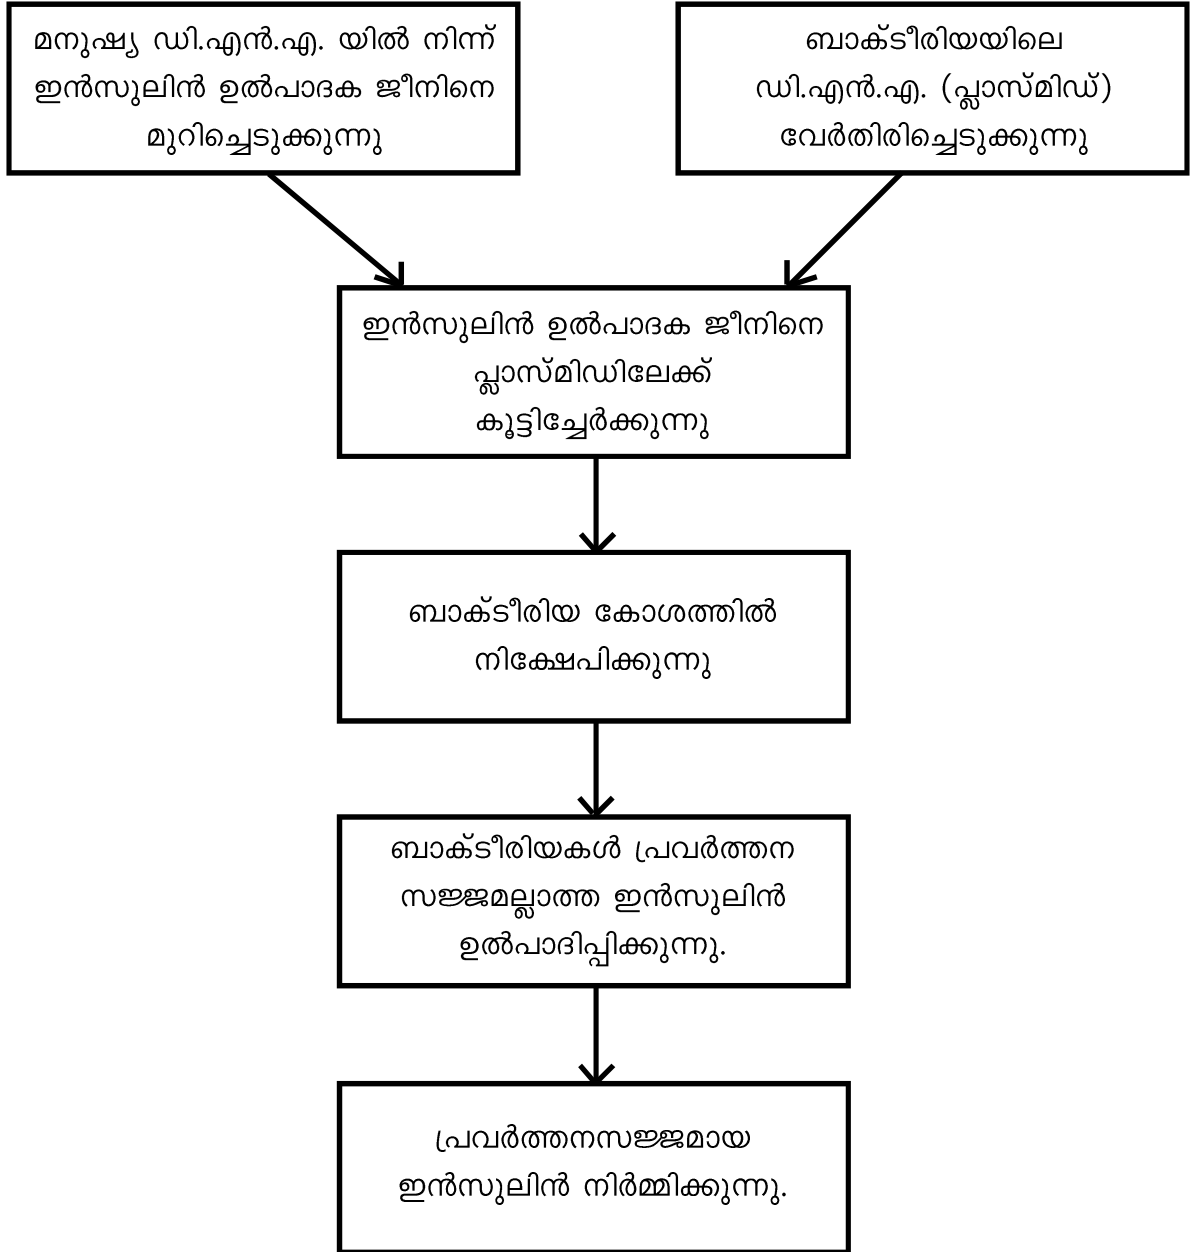 മനുഷ്യ ഡി.എൻ.എ. യിൽ നിന്ന്
ഇൻസുലിൻ ഉൽപാദക ജീനിനെ
മുറിച്ചെടുക്കുന്നു
ബാക്ടീരിയയിലെ
ഡി.എൻ.എ. (പ്ലാസ്മിഡ്)
വേർതിരിച്ചെടുക്കുന്നു
ഇൻസുലിൻ ഉൽപാദക ജീനിനെ
പ്ലാസ്മിഡിലേക്ക്
കൂട്ടിച്ചേർക്കുന്നു
ബാക്ടീരിയ കോശത്തിൽ
നിക്ഷേപിക്കുന്നു
ബാക്ടീരിയകൾ പ്രവർത്തന
സജ്ജമല്ലാത്ത ഇൻസുലിൻ
ഉൽപാദിപ്പിക്കുന്നു.
പ്രവർത്തനസജ്ജമായ
ഇൻസുലിൻ നിർമ്മിക്കുന്നു.